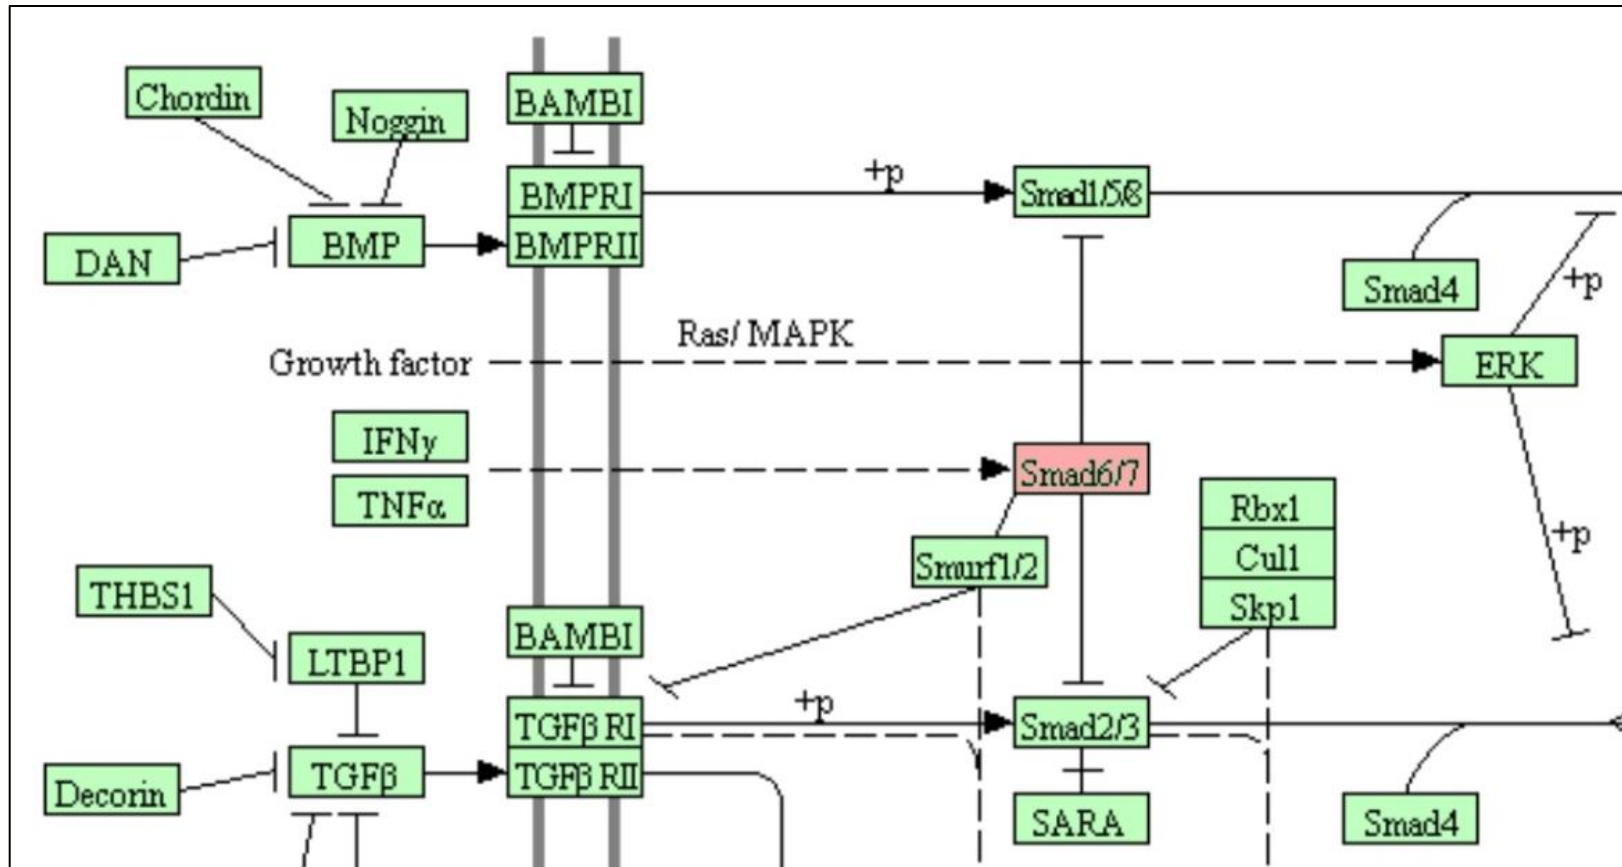 Chordin
Noggin
BAMBI
+p
BMPRI
Smad1/5/8
DAN
BMP
BMPRII
Smad4
+p
Ras/ MAPK
Growth factor
ERK
IFNγ
Smad6/7
TNFα
Rbx1
+p
Smurf1/2
Cul1
THBS1
Skp1
BAMBI
LTBP1
+p
TGFβ RI
Smad2/3
Decorin
TGFβ
TGFβ RII
SARA
Smad4